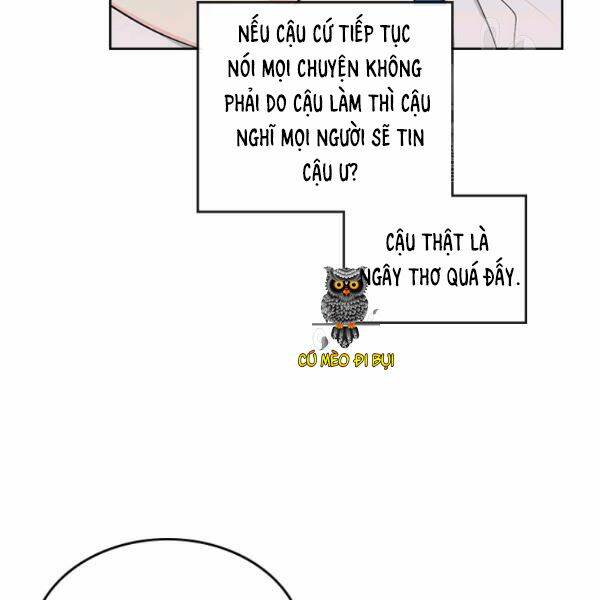 NẾU CẬU CỨ TIẾP TỤC
NÓI MỌI CHUYỆN KHÔNG
PHẢI DO CẬU LÀM THÌ CẬU
NGHĨ MỌI NGƯỜI SẼ TIN
CẬU Ư?
CẬU THẬT LÀ
NGÂY THƠ QUÁ ĐẤY.
CÚ MÈO ĐI BỤI